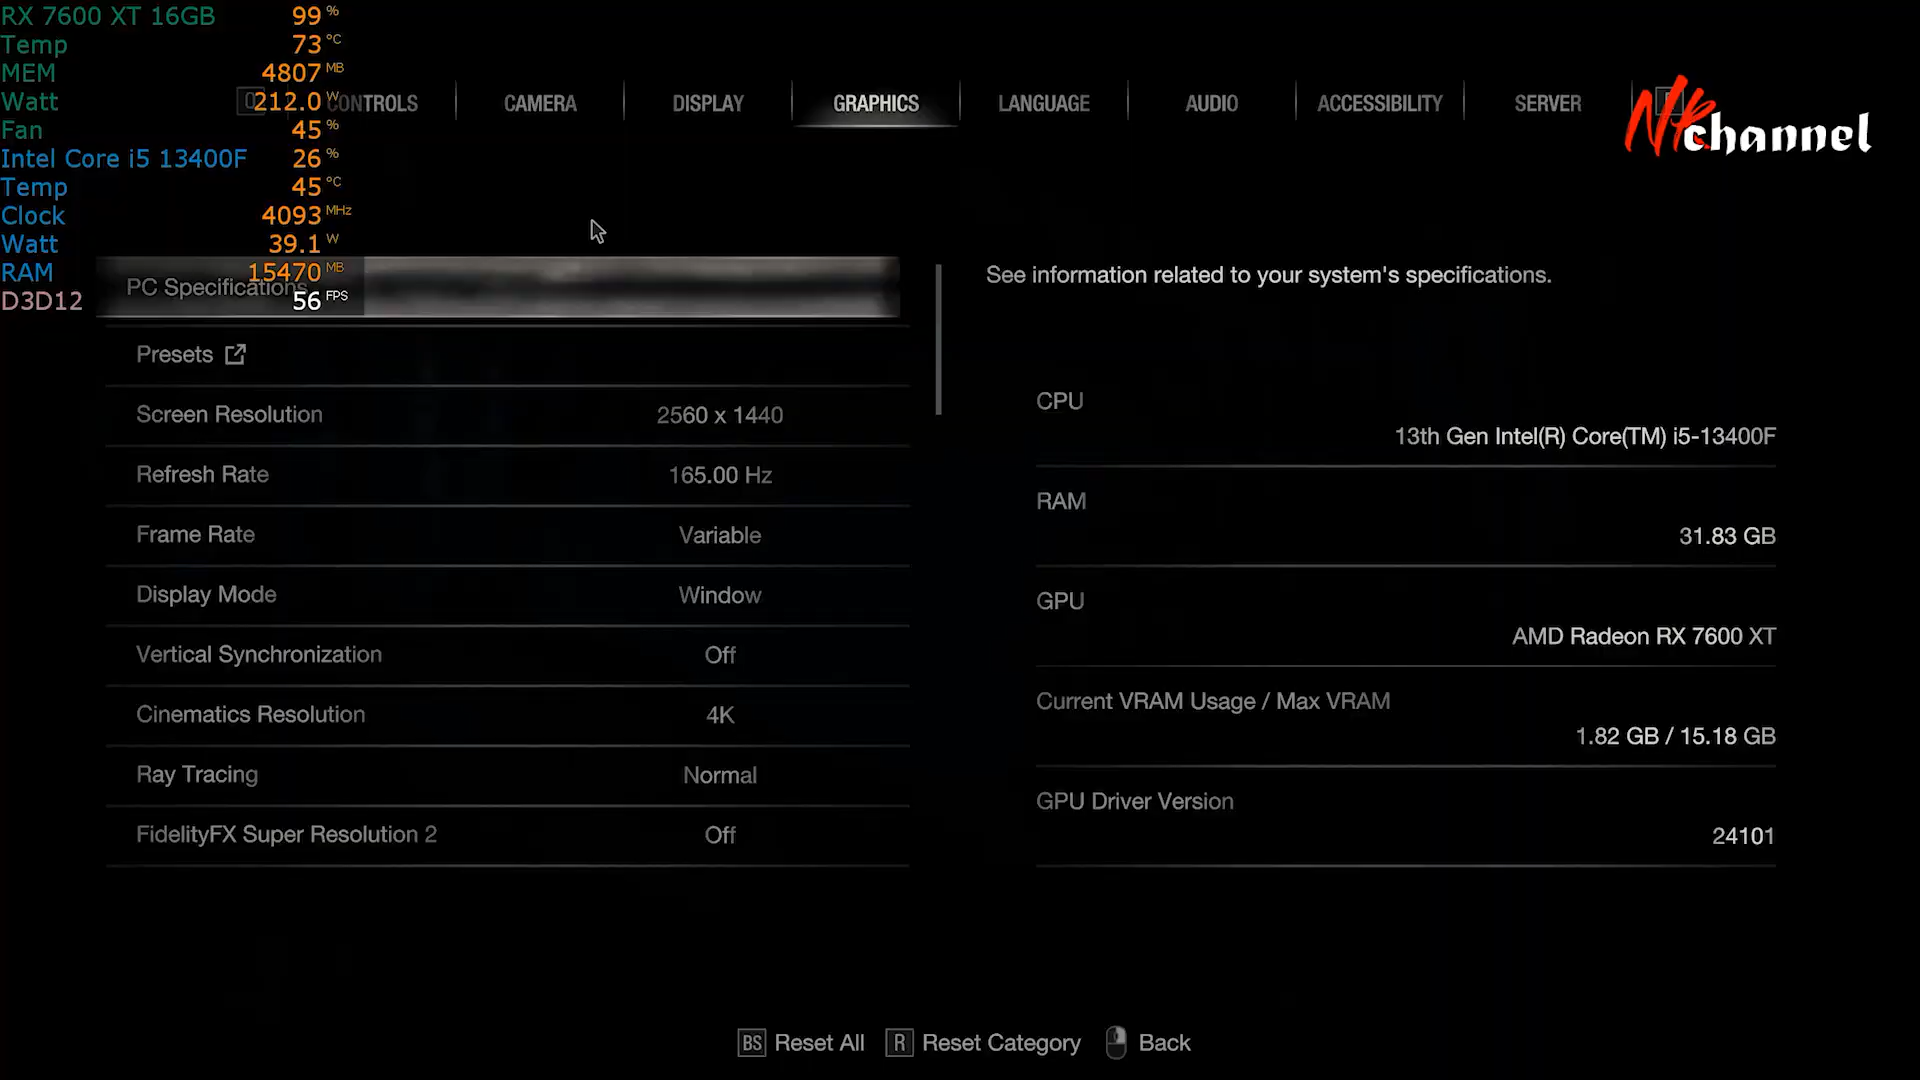 RX 7600 XT 16GB 99 %
Temp 73 °C
MEM 4807 MB
Watt 212.0 W
Fan 45 %
Intel Core i5 13400F 26 %
Temp 45 °C
Clock 4093 MHz
Watt 39.1 W
RAM 15470 MB
D3D12 56 FPS
CONTROLS CAMERA DISPLAY GRAPHICS LANGUAGE AUDIO ACCESSIBILITY SERVER
channel
PC Specifications
Presets
Screen Resolution 2560 x 1440
Refresh Rate 165.00 Hz
Frame Rate Variable
Display Mode Window
Vertical Synchronization Off
Cinematics Resolution 4K
Ray Tracing Normal
FidelityFX Super Resolution 2 Off
See information related to your system's specifications.
CPU
13th Gen Intel(R) Core(TM) i5-13400F
RAM
31.83 GB
GPU
AMD Radeon RX 7600 XT
Current VRAM Usage / Max VRAM
1.82 GB / 15.18 GB
GPU Driver Version
24101
BS Reset All R Reset Category Back